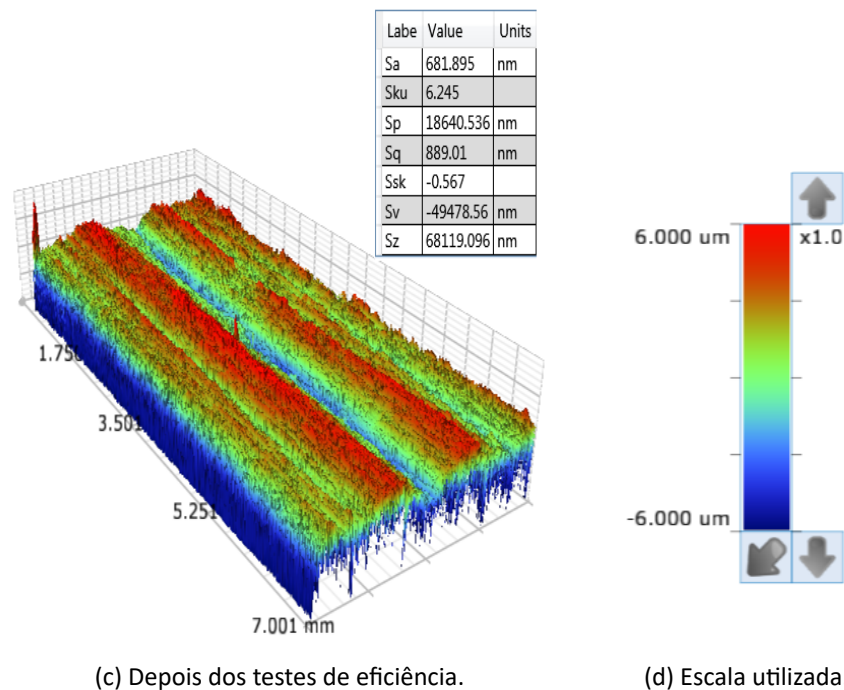 Labe Value Units
Sa 681.895 nm
Sku 6.245
Sp 18640.536 nm
Sq 889.01 nm
Ssk -0.567
Sv -49478.56 nm
Sz 68119.096 nm
6.000 um x1.0
-6.000 um
1.750
3.501
5.251
7.001 mm
(c) Depois dos testes de eficiência.
(d) Escala utilizada